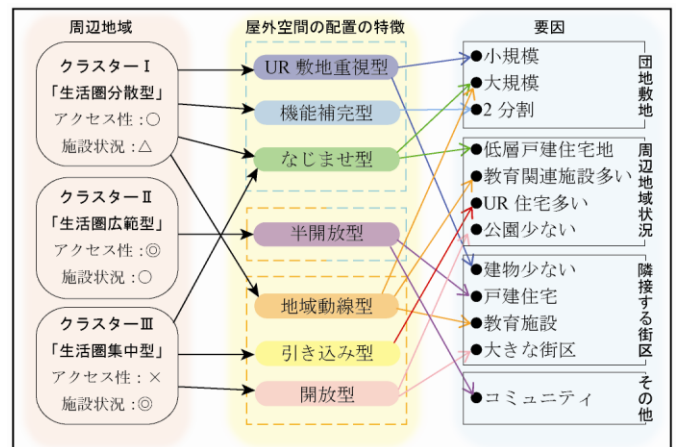 周辺地域
クラスターⅠ
「生活圏分散型」
アクセス性：○
施設状況：△
クラスターⅡ
「生活圏広範型」
アクセス性：◎
施設状況：○
クラスターⅢ
「生活圏集中型」
アクセス性：×
施設状況：◎
屋外空間の配置の特徴
UR 敷地重視型
機能補完型
なじませ型
半開放型
地域動線型
引き込み型
開放型
要因
●小規模
●大規模
●2 分割
団地敷地
●低層戸建住宅地
●教育関連施設多い
●UR 住宅多い
●公園少ない
周辺地域状況
●建物少ない
●戸建住宅
●教育施設
●大きな街区
隣接する街区
●コミュニティ
その他